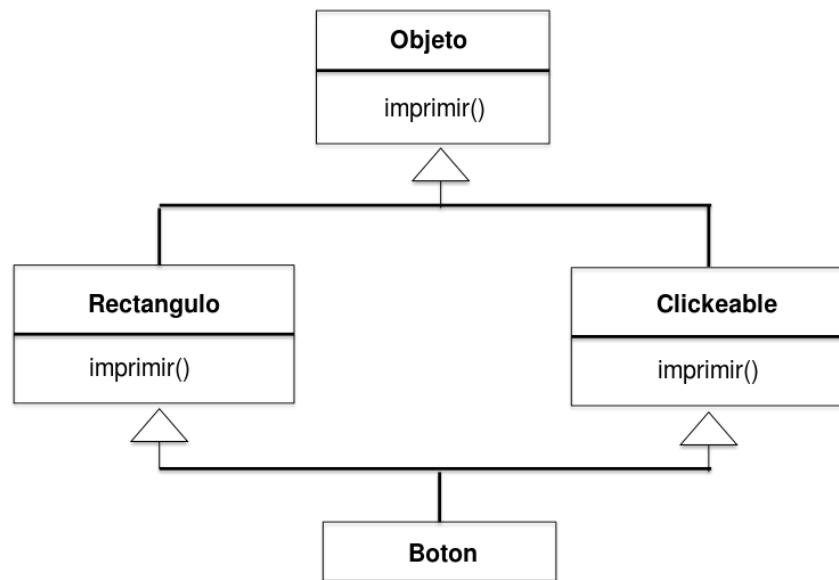 Objeto
imprimir()
Rectangulo
imprimir()
Clickeable
imprimir()
Boton